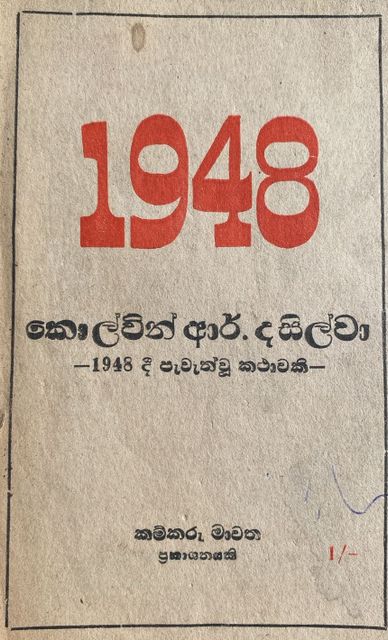 1948
කොල්වින් ආර්. ද සිල්වා
—1948 දී පැවැත්වූ කථාවකි—
කම්කරු මාවත
ප්‍රකාශනයකි
1/-